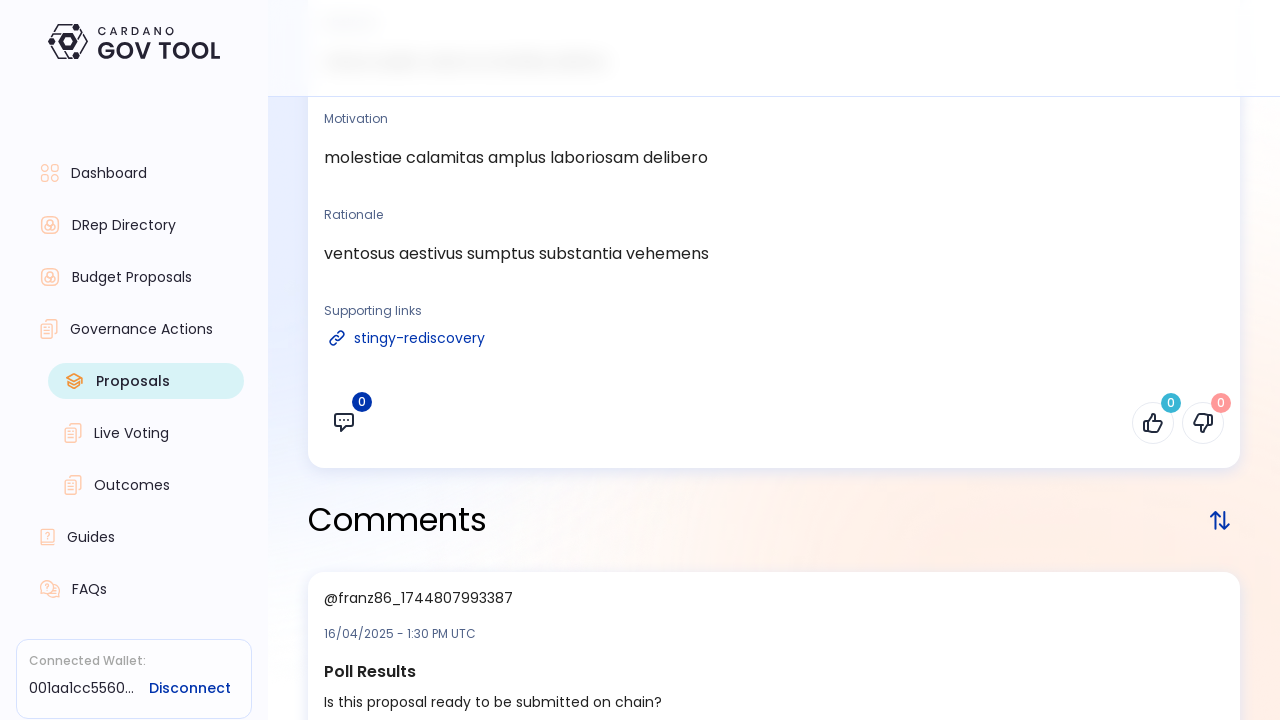 CARDANO
GOV TOOL
Dashboard
DRep Directory
Budget Proposals
Governance Actions
Proposals
Live Voting
Outcomes
Guides
FAQs
Connected Wallet:
001aa1cc5560... Disconnect
Motivation
molestiae calamitas amplus laboriosam delibero
Rationale
ventosus aestivus sumptus substantia vehemens
Supporting links
stingy-rediscovery
0
0
0
Comments
@franz86_1744807993387
16/04/2025 - 1:30 PM UTC
Poll Results
Is this proposal ready to be submitted on chain?